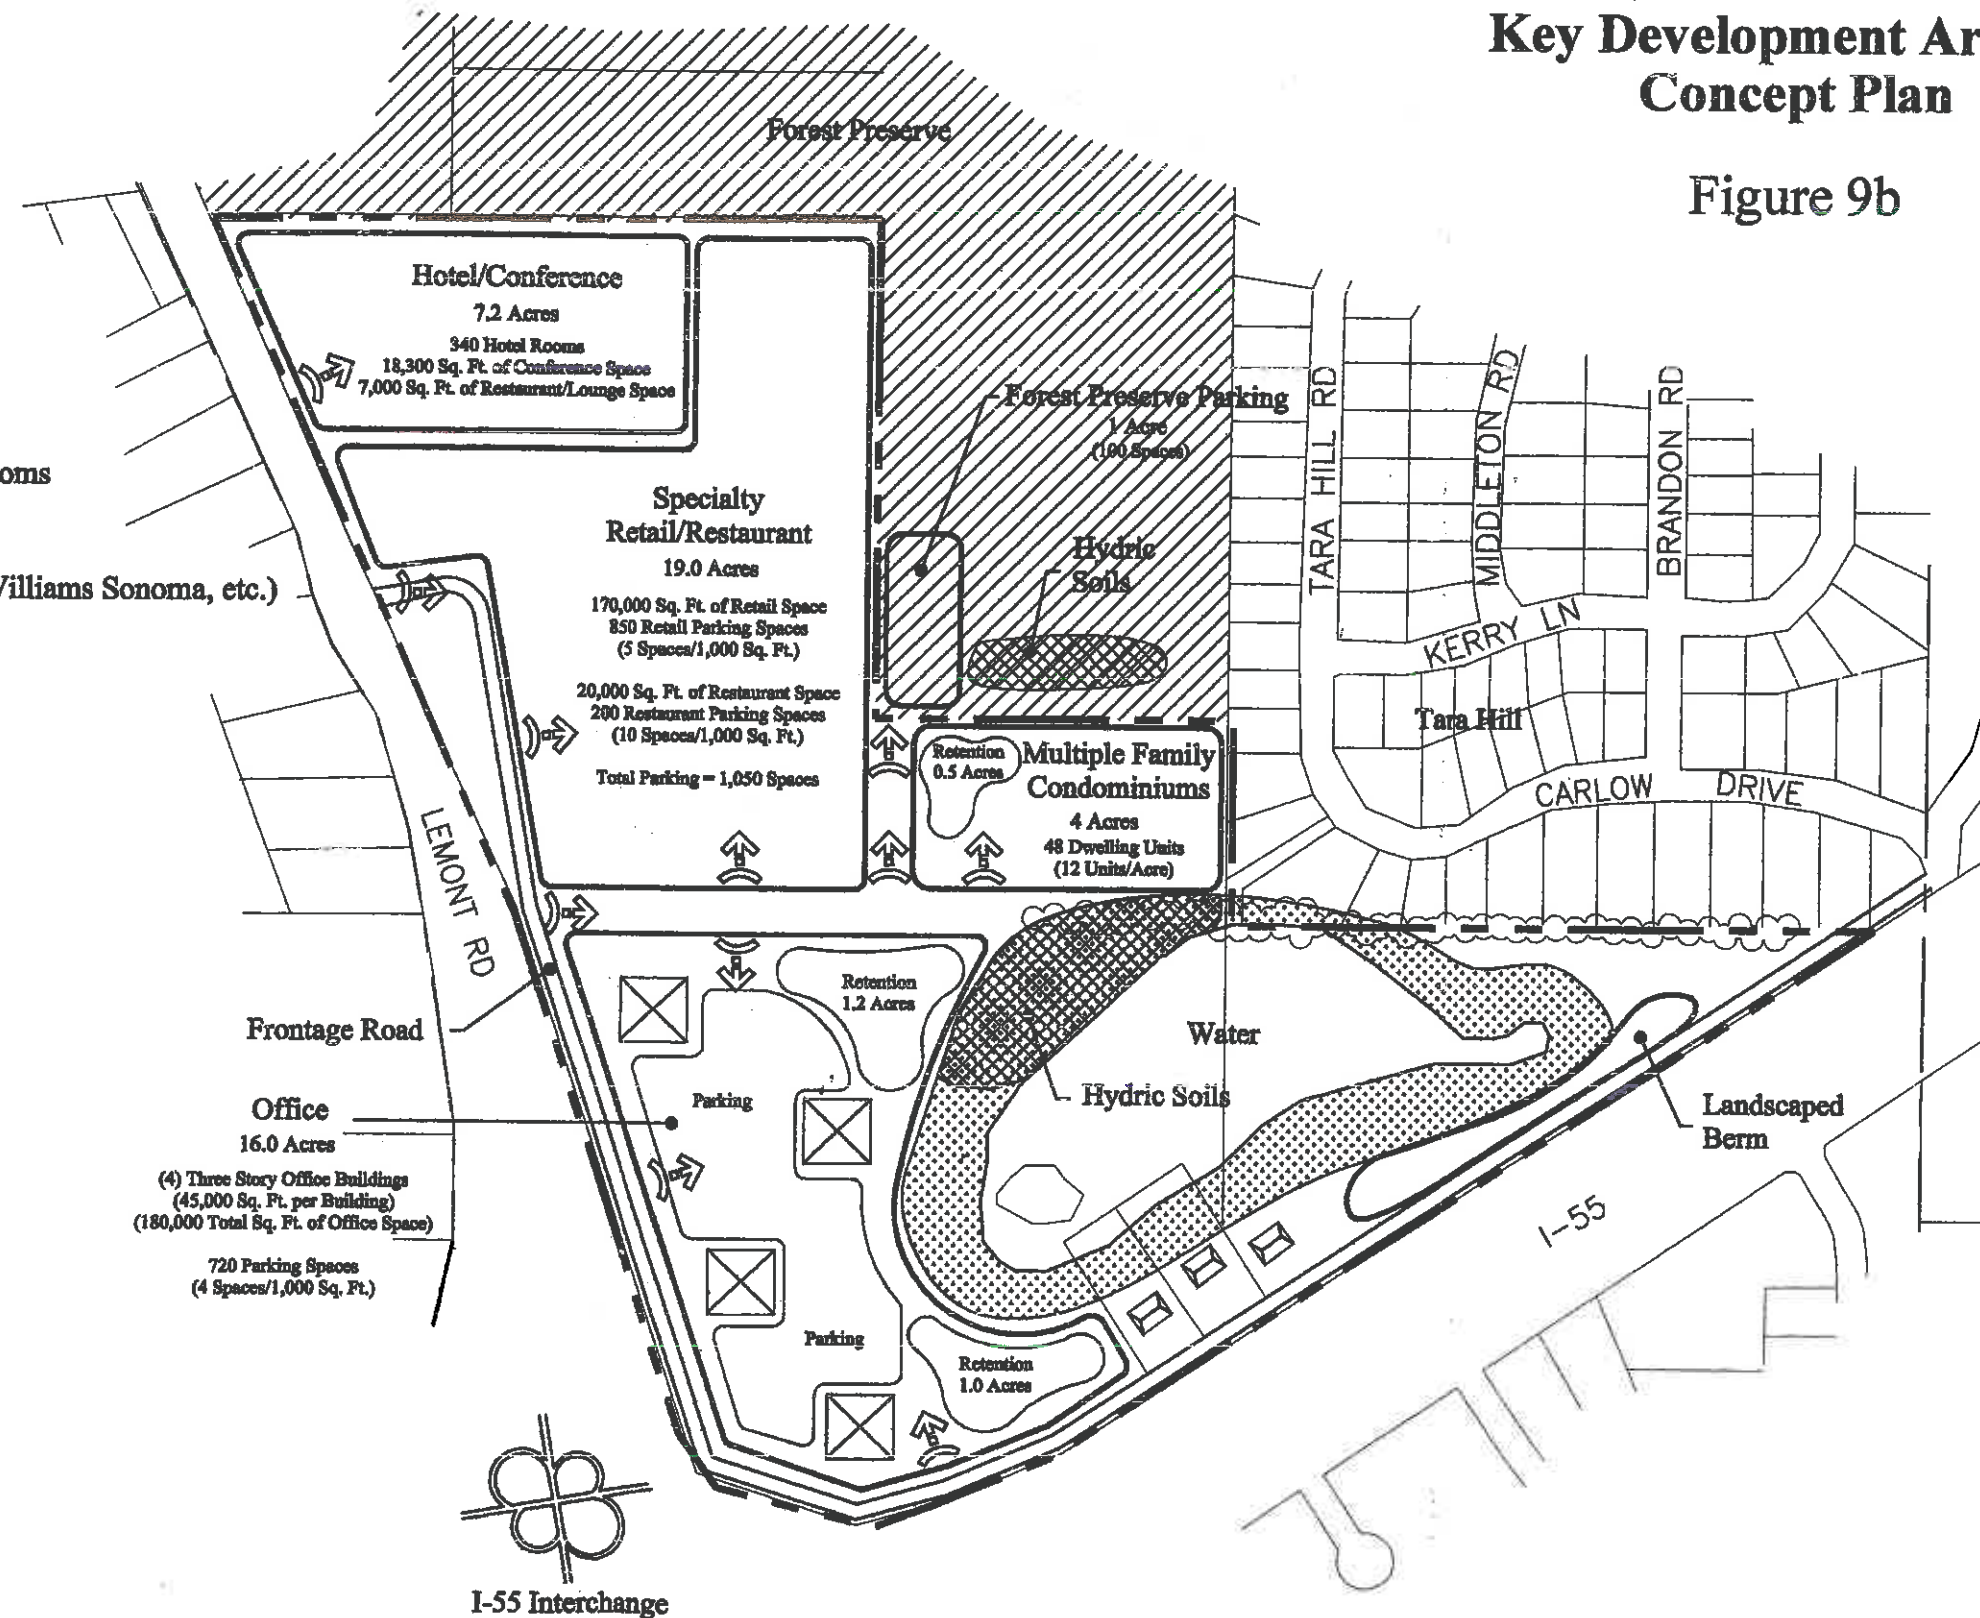 Key Development Ar
Concept Plan
Figure 9b
Forest Preserve
Hotel/Conference
7.2 Acres
340 Hotel Rooms
18,300 Sq. Ft. of Conference Space
7,000 Sq. Ft. of Restaurant/Lounge Space
Forest Preserve Parking
1 Acre
(100 Spaces)
TARA HILL RD
MIDDLETON RD
BRANDON RD
oms
Specialty
Retail/Restaurant
19.0 Acres
170,000 Sq. Ft. of Retail Space
850 Retail Parking Spaces
(5 Spaces/1,000 Sq. Ft.)
20,000 Sq. Ft. of Restaurant Space
200 Restaurant Parking Spaces
(10 Spaces/1,000 Sq. Ft.)
Total Parking = 1,050 Spaces
Hydric
Soils
Villiams Sonoma, etc.)
KERRY LN
Tara Hill
CARLOW DRIVE
Retention
0.5 Acres
Multiple Family
Condominiums
4 Acres
48 Dwelling Units
(12 Units/Acre)
LEMONT RD
Retention
1.2 Acres
Frontage Road
Water
Parking
Hydric Soils
Landscaped
Berm
Office
16.0 Acres
(4) Three Story Office Buildings
(45,000 Sq. Ft. per Building)
(180,000 Total Sq. Ft. of Office Space)
720 Parking Spaces
(4 Spaces/1,000 Sq. Ft.)
I-55
Parking
Retention
1.0 Acres
I-55 Interchange